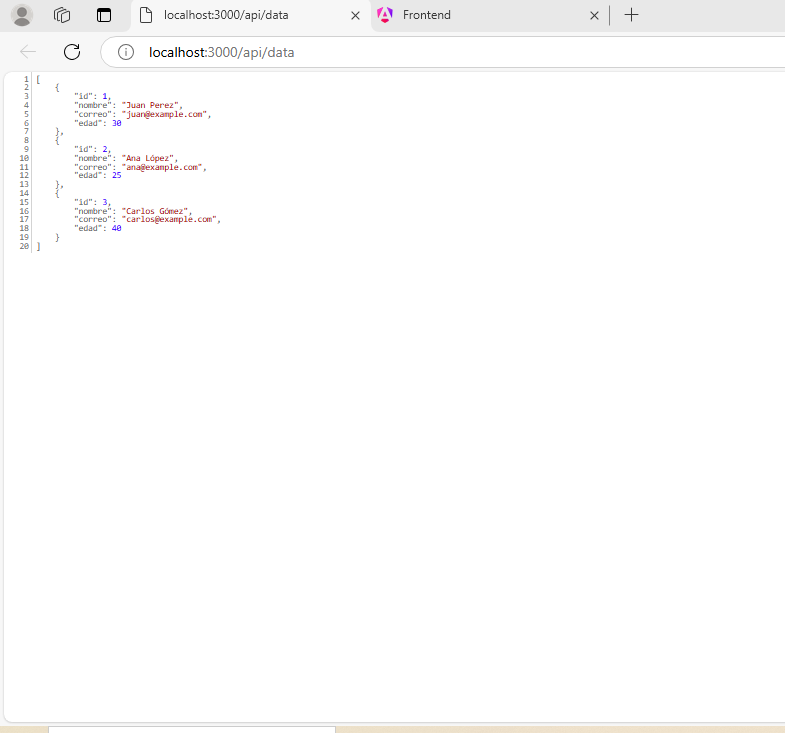 localhost:3000/api/data
Frontend
localhost:3000/api/data
1 [
2 {
3 "id": 1,
4 "nombre": "Juan Perez",
5 "correo": "juan@example.com",
6 "edad": 30
7 },
8 {
9 "id": 2,
10 "nombre": "Ana López",
11 "correo": "ana@example.com",
12 "edad": 25
13 },
14 {
15 "id": 3,
16 "nombre": "Carlos Gómez",
17 "correo": "carlos@example.com",
18 "edad": 40
19 }
20 ]